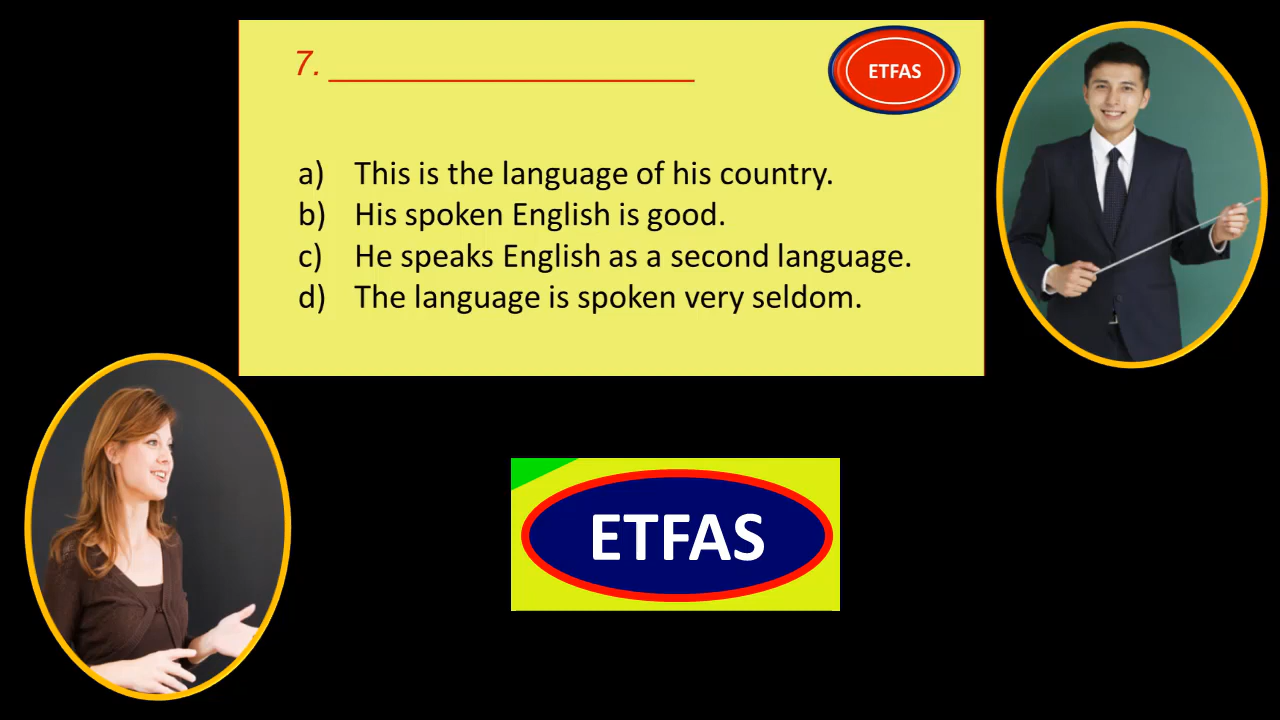 7. ____________________
ETFAS
a) This is the language of his country.
b) His spoken English is good.
c) He speaks English as a second language.
d) The language is spoken very seldom.
ETFAS